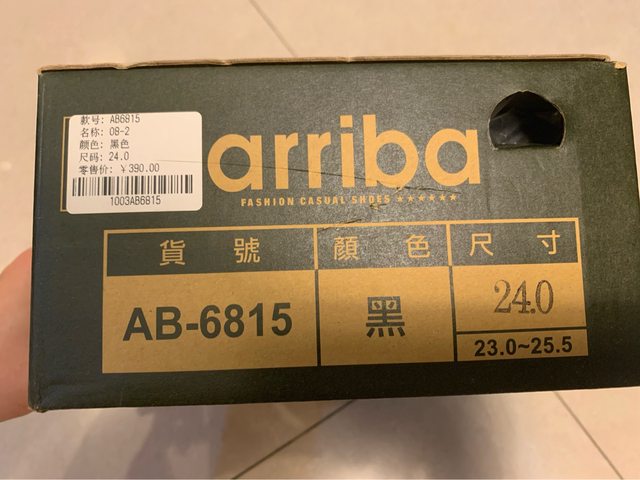 款号: AB6815
名称: 08-2
颜色: 黑色
尺码: 24.0
零售价: ¥390.00
1003AB6815
arriba
FASHION CASUAL SHOES ★★★★★★
貨號 顏色 尺寸
AB-6815 黑 24.0
23.0~25.5